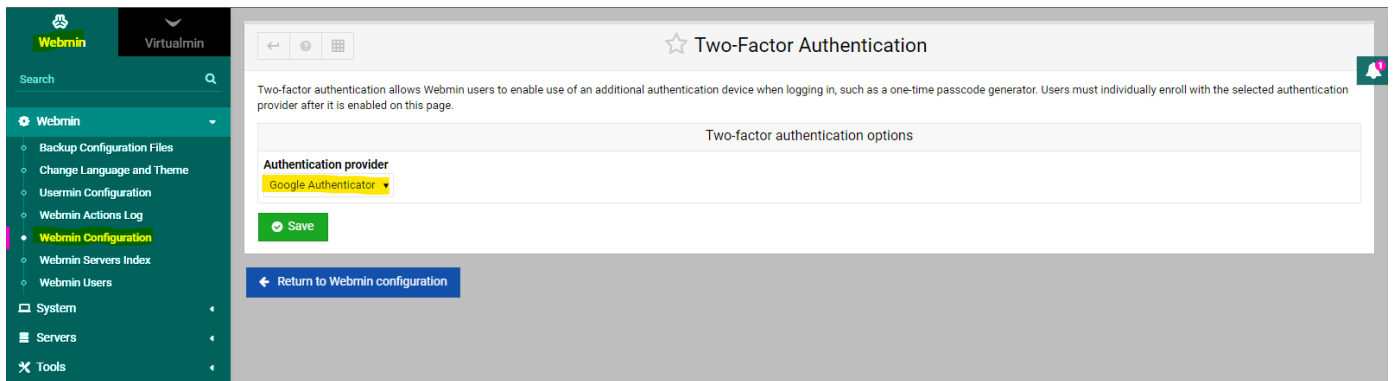 Webmin
Virtualmin
Search
Webmin
Backup Configuration Files
Change Language and Theme
Usermin Configuration
Webmin Actions Log
Webmin Configuration
Webmin Servers Index
Webmin Users
System
Servers
Tools
Two-Factor Authentication
1
Two-factor authentication allows Webmin users to enable use of an additional authentication device when logging in, such as a one-time passcode generator. Users must individually enroll with the selected authentication
provider after it is enabled on this page.
Two-factor authentication options
Authentication provider
Google Authenticator
Save
Return to Webmin configuration